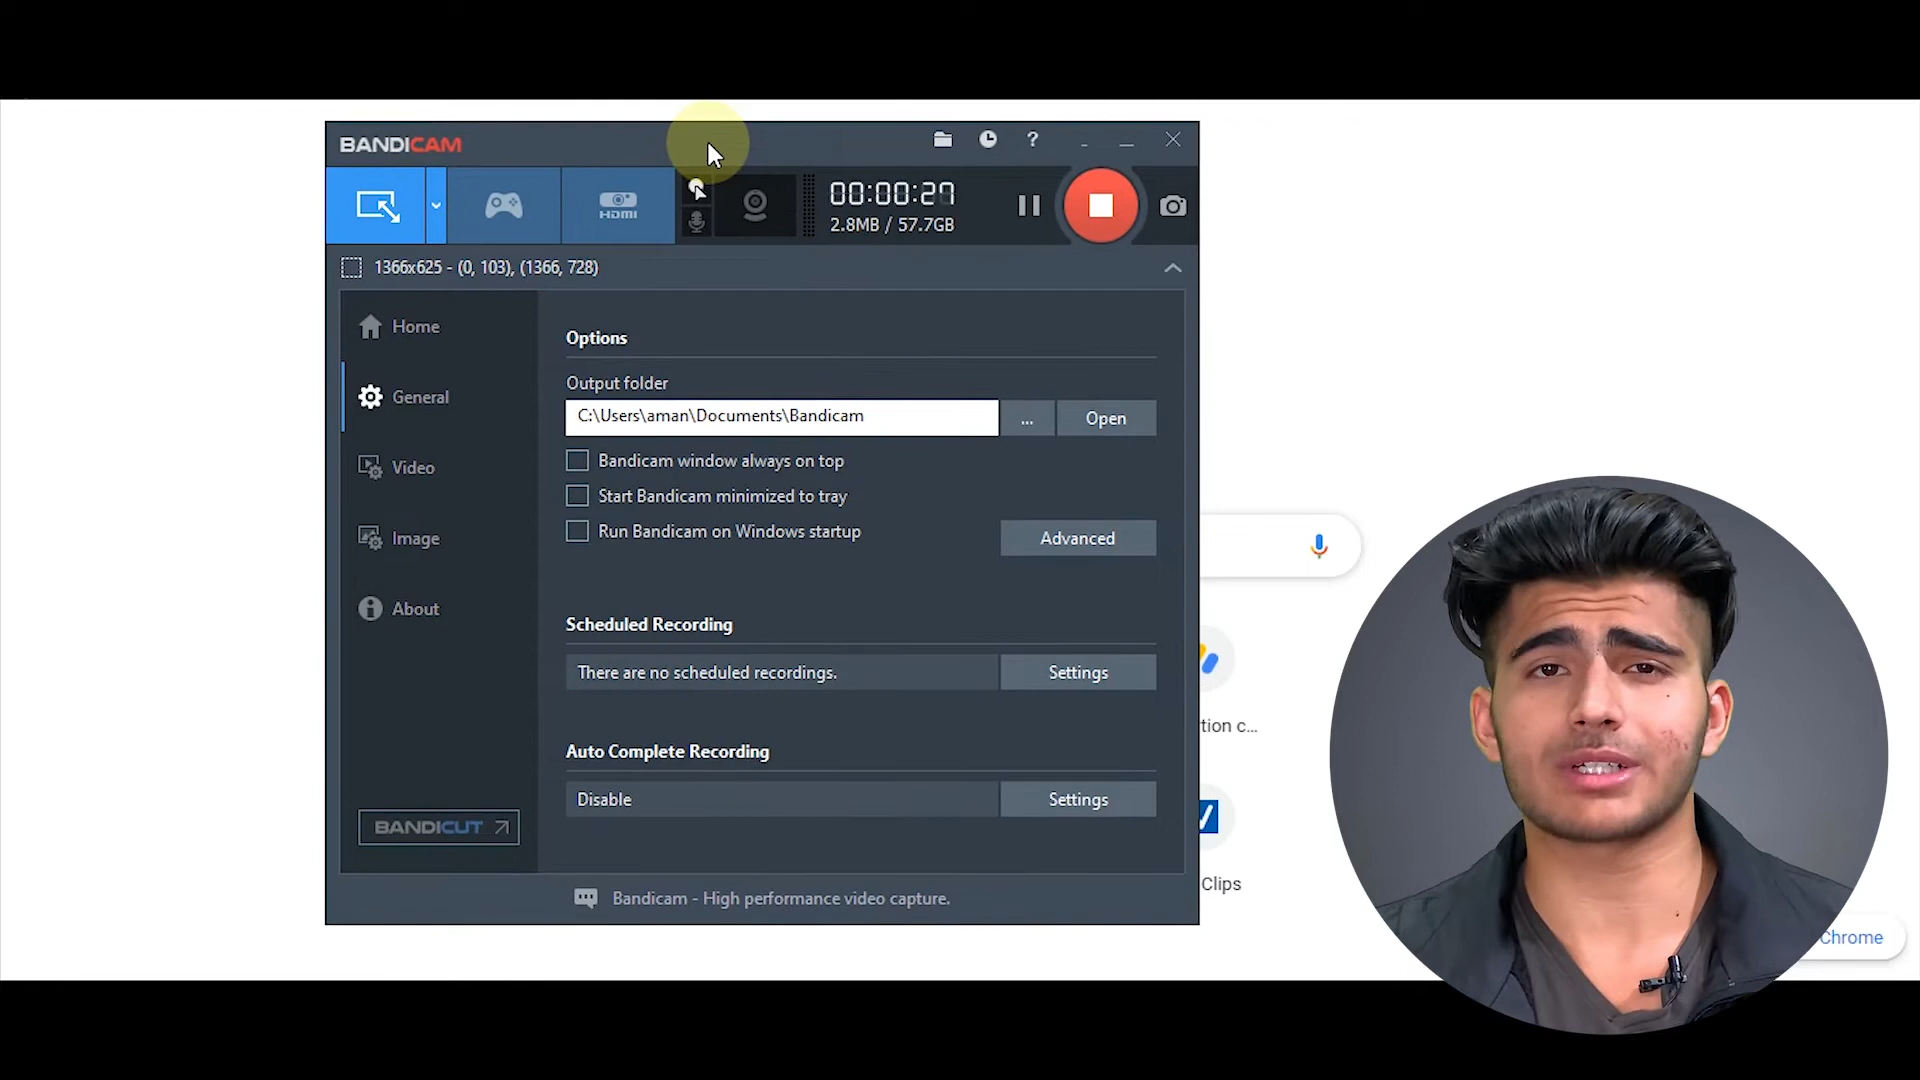 BANDICAM
?
HDMI
00:00:27
2.8MB / 57.7GB
1366x625 - (0, 103), (1366, 728)
Home
General
Video
Image
About
BANDICUT
Options
Output folder
C:\Users\aman\Documents\Bandicam
...
Open
Bandicam window always on top
Start Bandicam minimized to tray
Run Bandicam on Windows startup
Advanced
Scheduled Recording
There are no scheduled recordings.
Settings
Auto Complete Recording
Disable
Settings
Bandicam - High performance video capture.
tion c...
Clips
Chrome